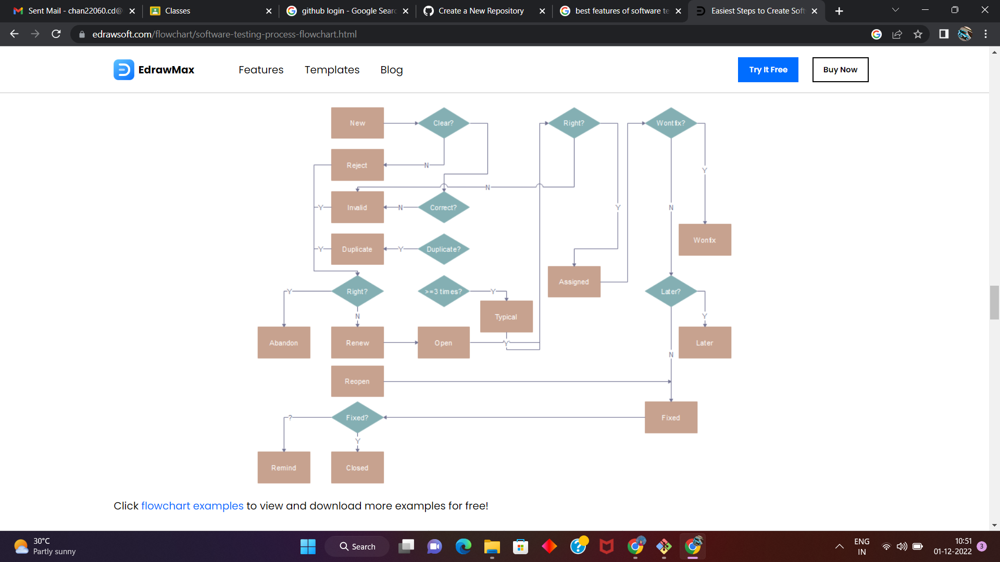 Sent Mail - chan22060.cd@
Classes
github login - Google Searc
Create a New Repository
best features of software te
Easiest Steps to Create Soft
edrawsoft.com/flowchart/software-testing-process-flowchart.html
EdrawMax
Features
Templates
Blog
Try It Free
Buy Now
New
Clear?
Right?
Wontfix?
Reject
N
Y
N
Invalid
Y
N
Correct?
Y
N
Duplicate
Y
Y
Duplicate?
Wonfix
Assigned
Y
Right?
>=3 times?
Y
Later?
N
Typical
Y
Abandon
Renew
Open
Y
Later
N
Reopen
?
Fixed?
Fixed
Y
Remind
Closed
Click flowchart examples to view and download more examples for free!
30°C
Partly sunny
Search
ENG
IN
10:51
01-12-2022
3